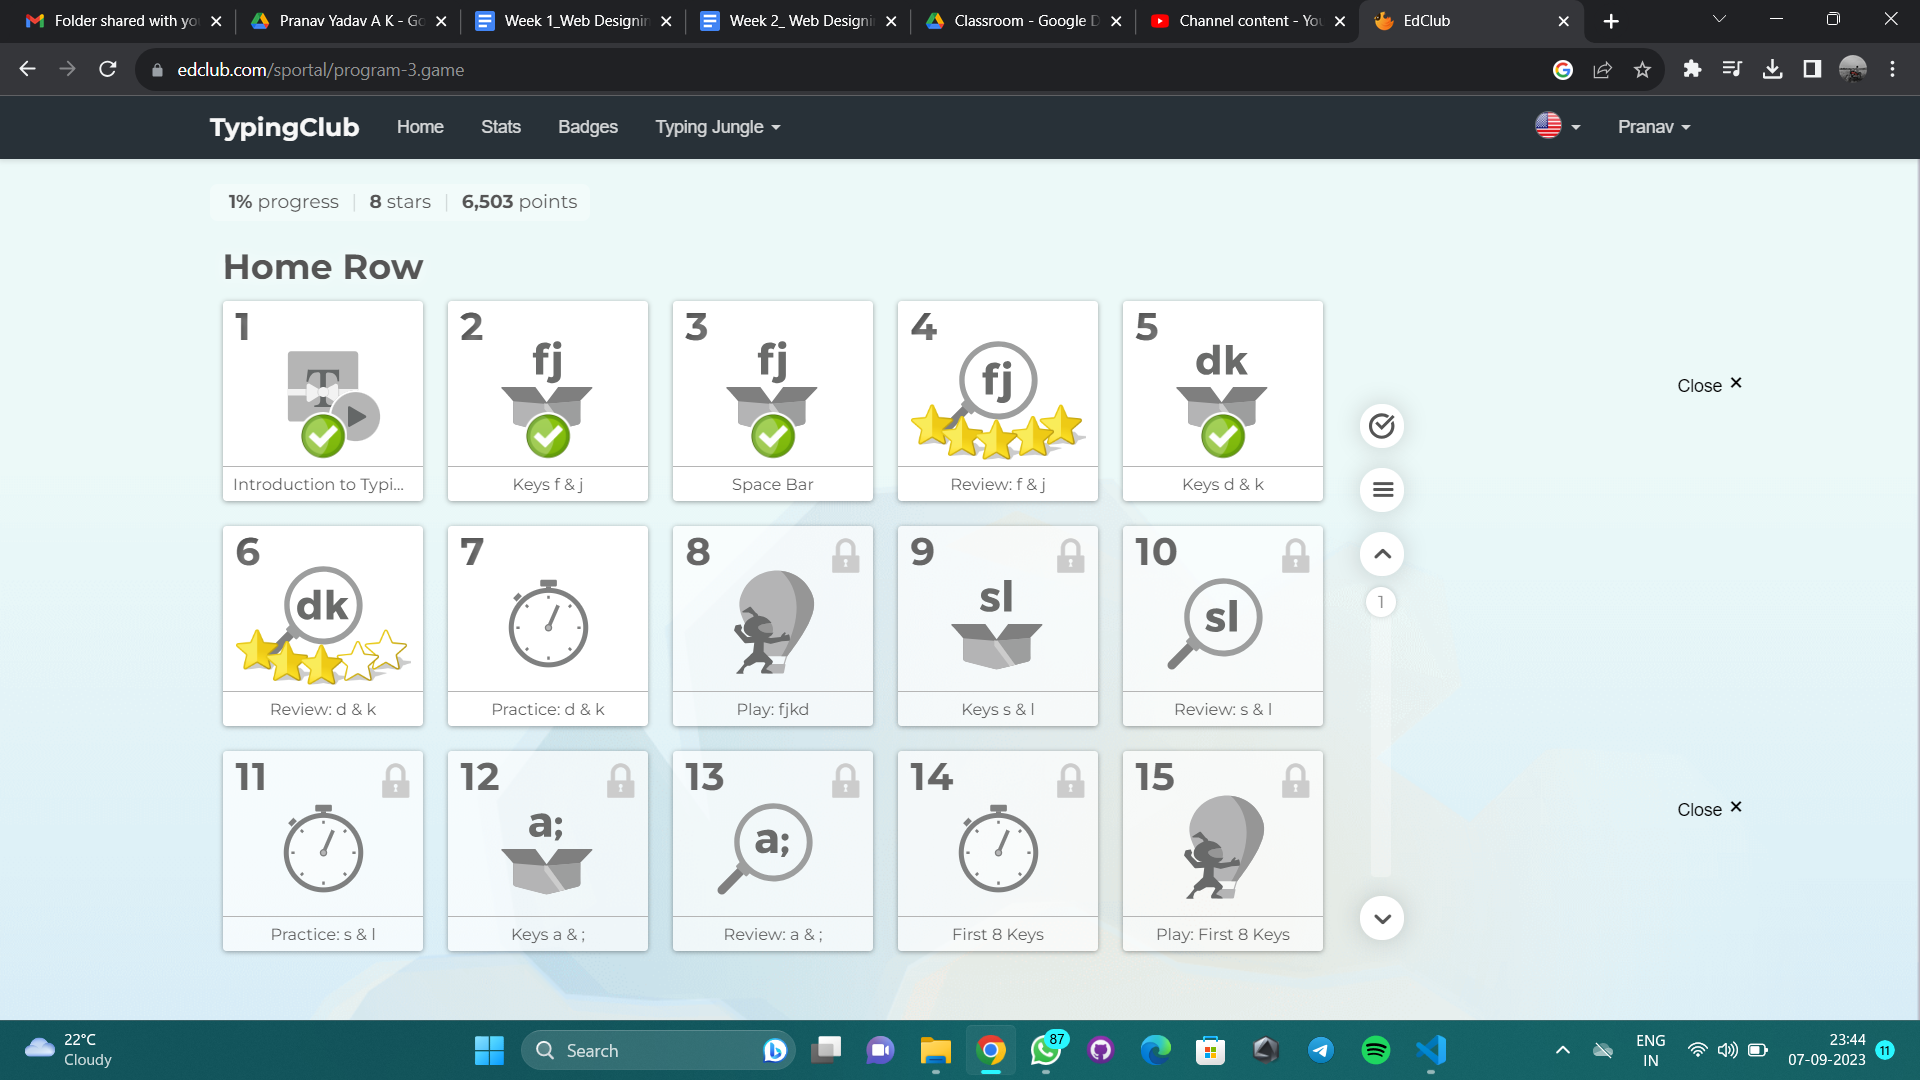 Folder shared with yo
Pranav Yadav A K - Go
Week 1_Web Designin
Week 2_ Web Designin
Classroom - Google D
Channel content - You
EdClub
edclub.com/sportal/program-3.game
TypingClub
Home
Stats
Badges
Typing Jungle
Pranav
1% progress
8 stars
6,503 points
Home Row
1
T
Introduction to Typi...
2
fj
Keys f & j
3
fj
Space Bar
4
fj
Review: f & j
5
dk
Keys d & k
Close ×
6
dk
Review: d & k
7
Practice: d & k
8
Play: fjkd
9
sl
Keys s & l
10
sl
Review: s & l
1
11
Practice: s & l
12
a;
Keys a & ;
13
a;
Review: a & ;
14
First 8 Keys
15
Play: First 8 Keys
Close ×
22°C
Cloudy
Search
87
ENG
IN
23:44
07-09-2023
11